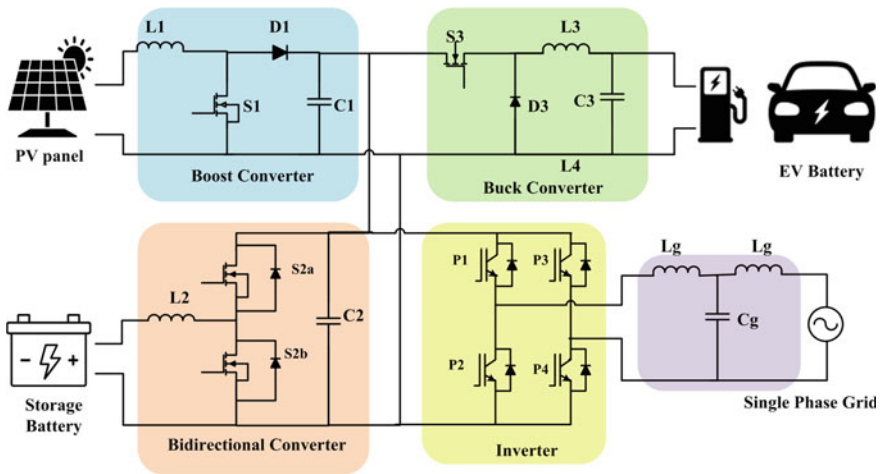 L1
D1
S1
C1
PV panel
Boost Converter
S3
L3
D3
C3
L4
Buck Converter
EV Battery
S2a
L2
S2b
C2
Storage
Battery
Bidirectional Converter
P1
P3
P2
P4
Inverter
Lg
Lg
Cg
Single Phase Grid